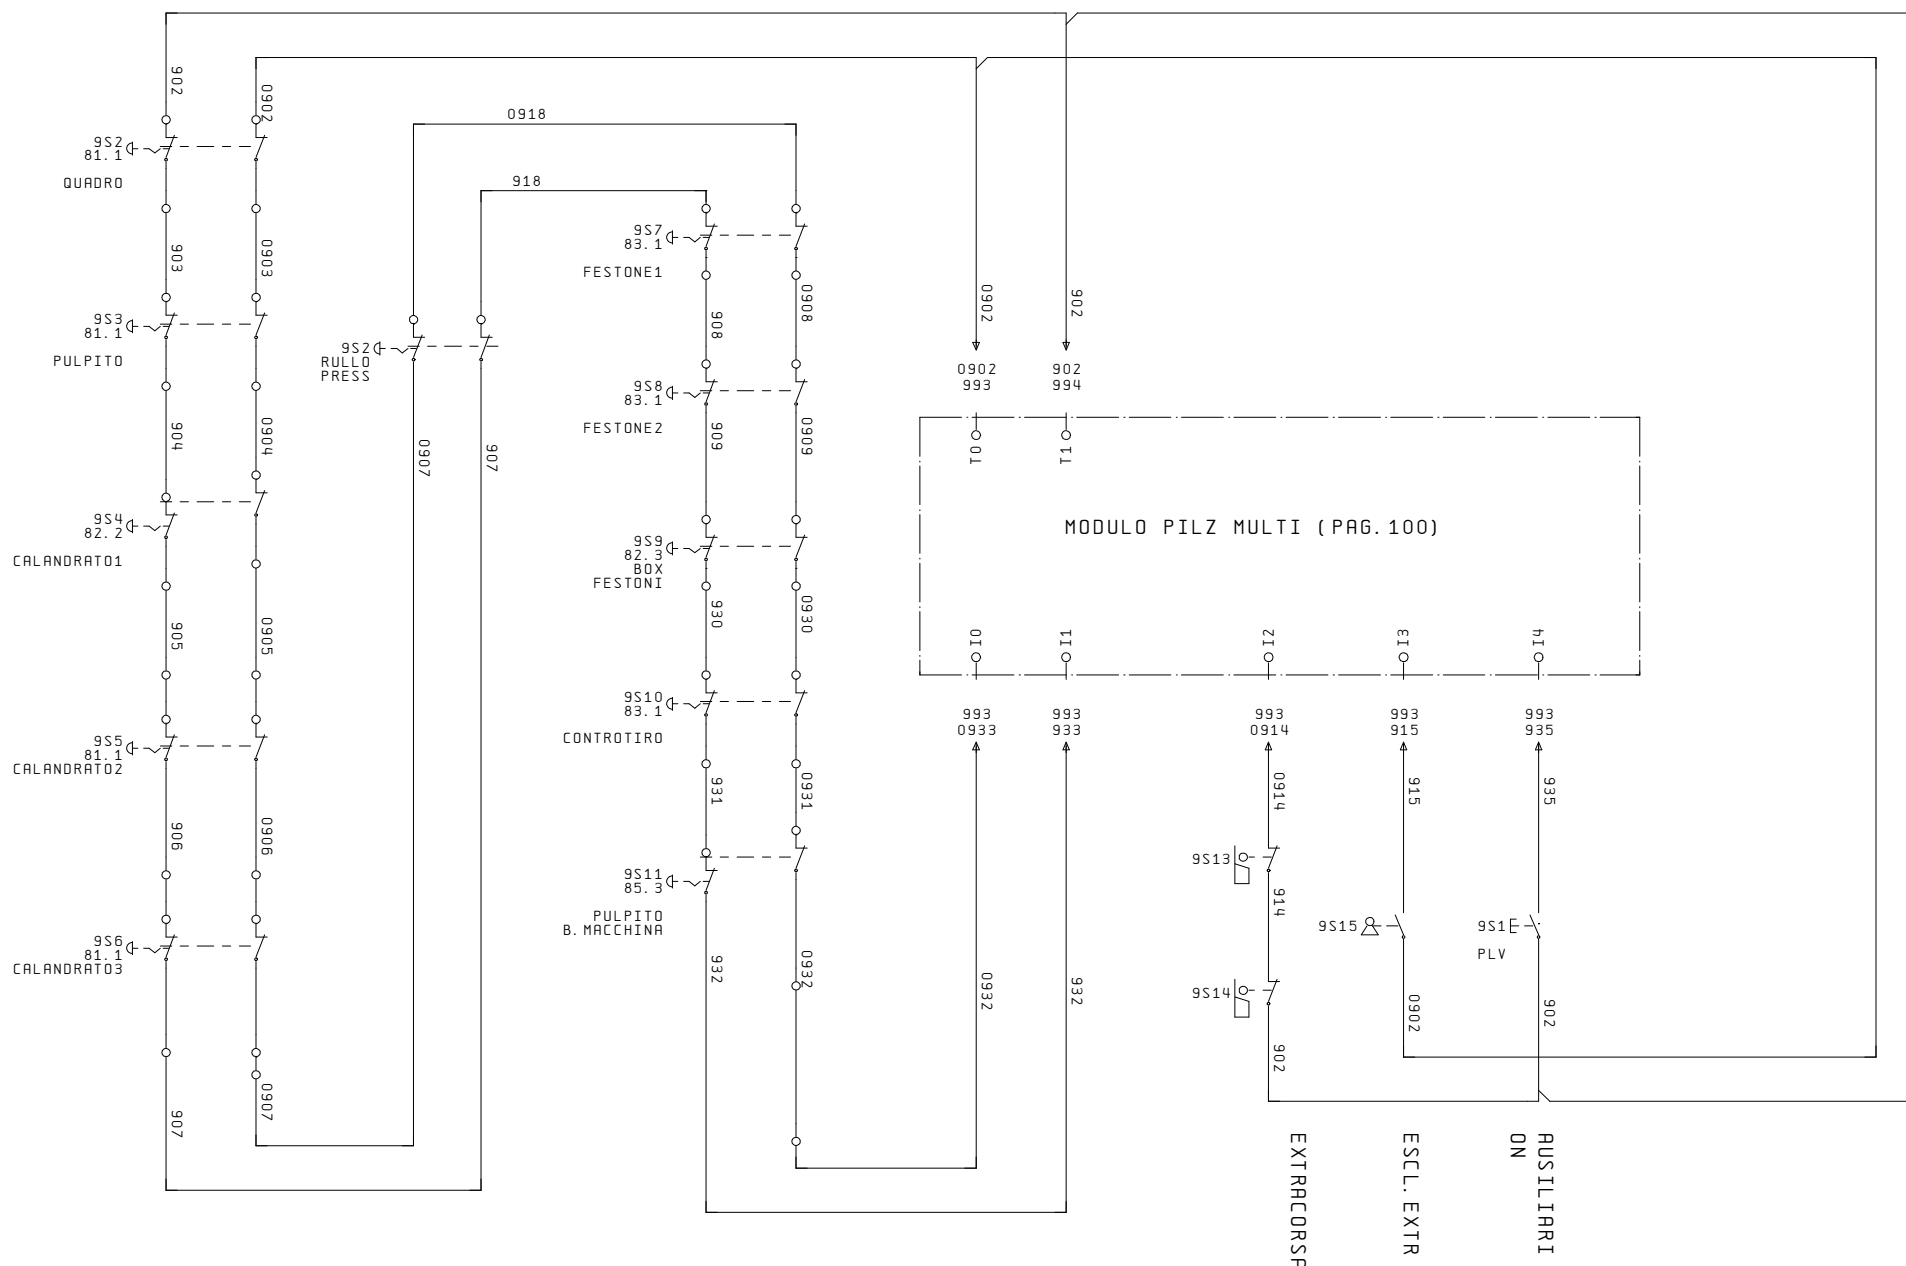 902
0902
9S2
81.1
QUADRO
903
0903
9S3
81.1
PULPITO
904
0904
9S4
82.2
CALANDRATO1
905
0905
9S5
81.1
CALANDRATO2
906
0906
9S6
81.1
CALANDRATO3
907
0907
0918
918
9S2
RULLO
PRESS
0907
907
9S7
83.1
FESTONE1
908
0908
9S8
83.1
FESTONE2
909
0909
9S9
82.3
BOX
FESTONI
930
0930
9S10
83.1
CONTROTIRO
931
0931
9S11
85.3
PULPITO
B.MACCHINA
932
0932
0902
902
0902
993
902
994
T0
T1
MODULO PILZ MULTI (PAG.100)
I0
I1
I2
I3
I4
993
0933
993
933
993
0914
993
915
993
935
0932
932
0914
9S13
914
9S14
902
915
9S15
0902
935
9S1
PLV
902
EXTRACORSA
ESCL.EXTR
AUSILIARI
ON